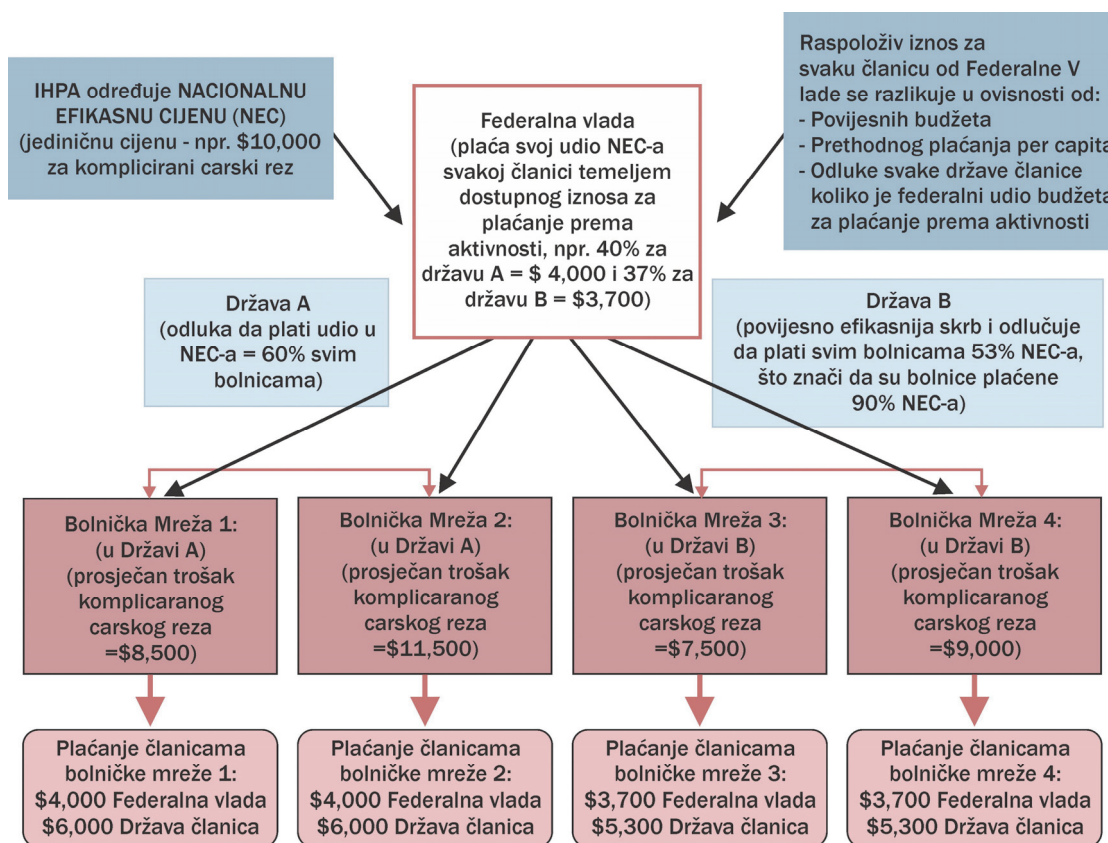 IHPA određuje NACIONALNU
EFIKASNU CIJENU (NEC)
(jediničnu cijenu - npr. $10,000
za komplicirani carski rez
Federalna vlada
(plaća svoj udio NEC-a
svakoj članici temeljem
dostupnog iznosa za
plaćanje prema
aktivnosti, npr. 40% za
državu A = $ 4,000 i 37% za
državu B = $3,700)
Raspoloživ iznos za
svaku članicu od Federalne V
lade se razlikuje u ovisnosti od:
- Povijesnih budžeta
- Prethodnog plaćanja per capita
- Odluke svake države članice
koliko je federalni udio budžeta
za plaćanje prema aktivnosti
Država A
(odluka da plati udio u
NEC-a = 60% svim
bolnicama)
Država B
(povijesno efikasnija skrb i odlučuje
da plati svim bolnicama 53% NEC-a,
što znači da su bolnice plaćene
90% NEC-a)
Bolnička Mreža 1:
(u Državi A)
(prosječan trošak
komplicaranog
carskog reza
=$8,500)
Bolnička Mreža 2:
(u Državi A)
(prosječan trošak
komplicaranog
carskog reza
=$11,500)
Bolnička Mreža 3:
(u Državi B)
(prosječan trošak
komplicaranog
carskog reza
=$7,500)
Bolnička Mreža 4:
(u Državi B)
(prosječan trošak
komplicaranog
carskog reza
=$9,000)
Plaćanje članicama
bolničke mreže 1:
$4,000 Federalna vlada
$6,000 Država članica
Plaćanje članicama
bolničke mreže 2:
$4,000 Federalna vlada
$6,000 Država članica
Plaćanje članicama
bolničke mreže 3:
$3,700 Federalna vlada
$5,300 Država članica
Plaćanje članicama
bolničke mreže 4:
$3,700 Federalna vlada
$5,300 Država članica